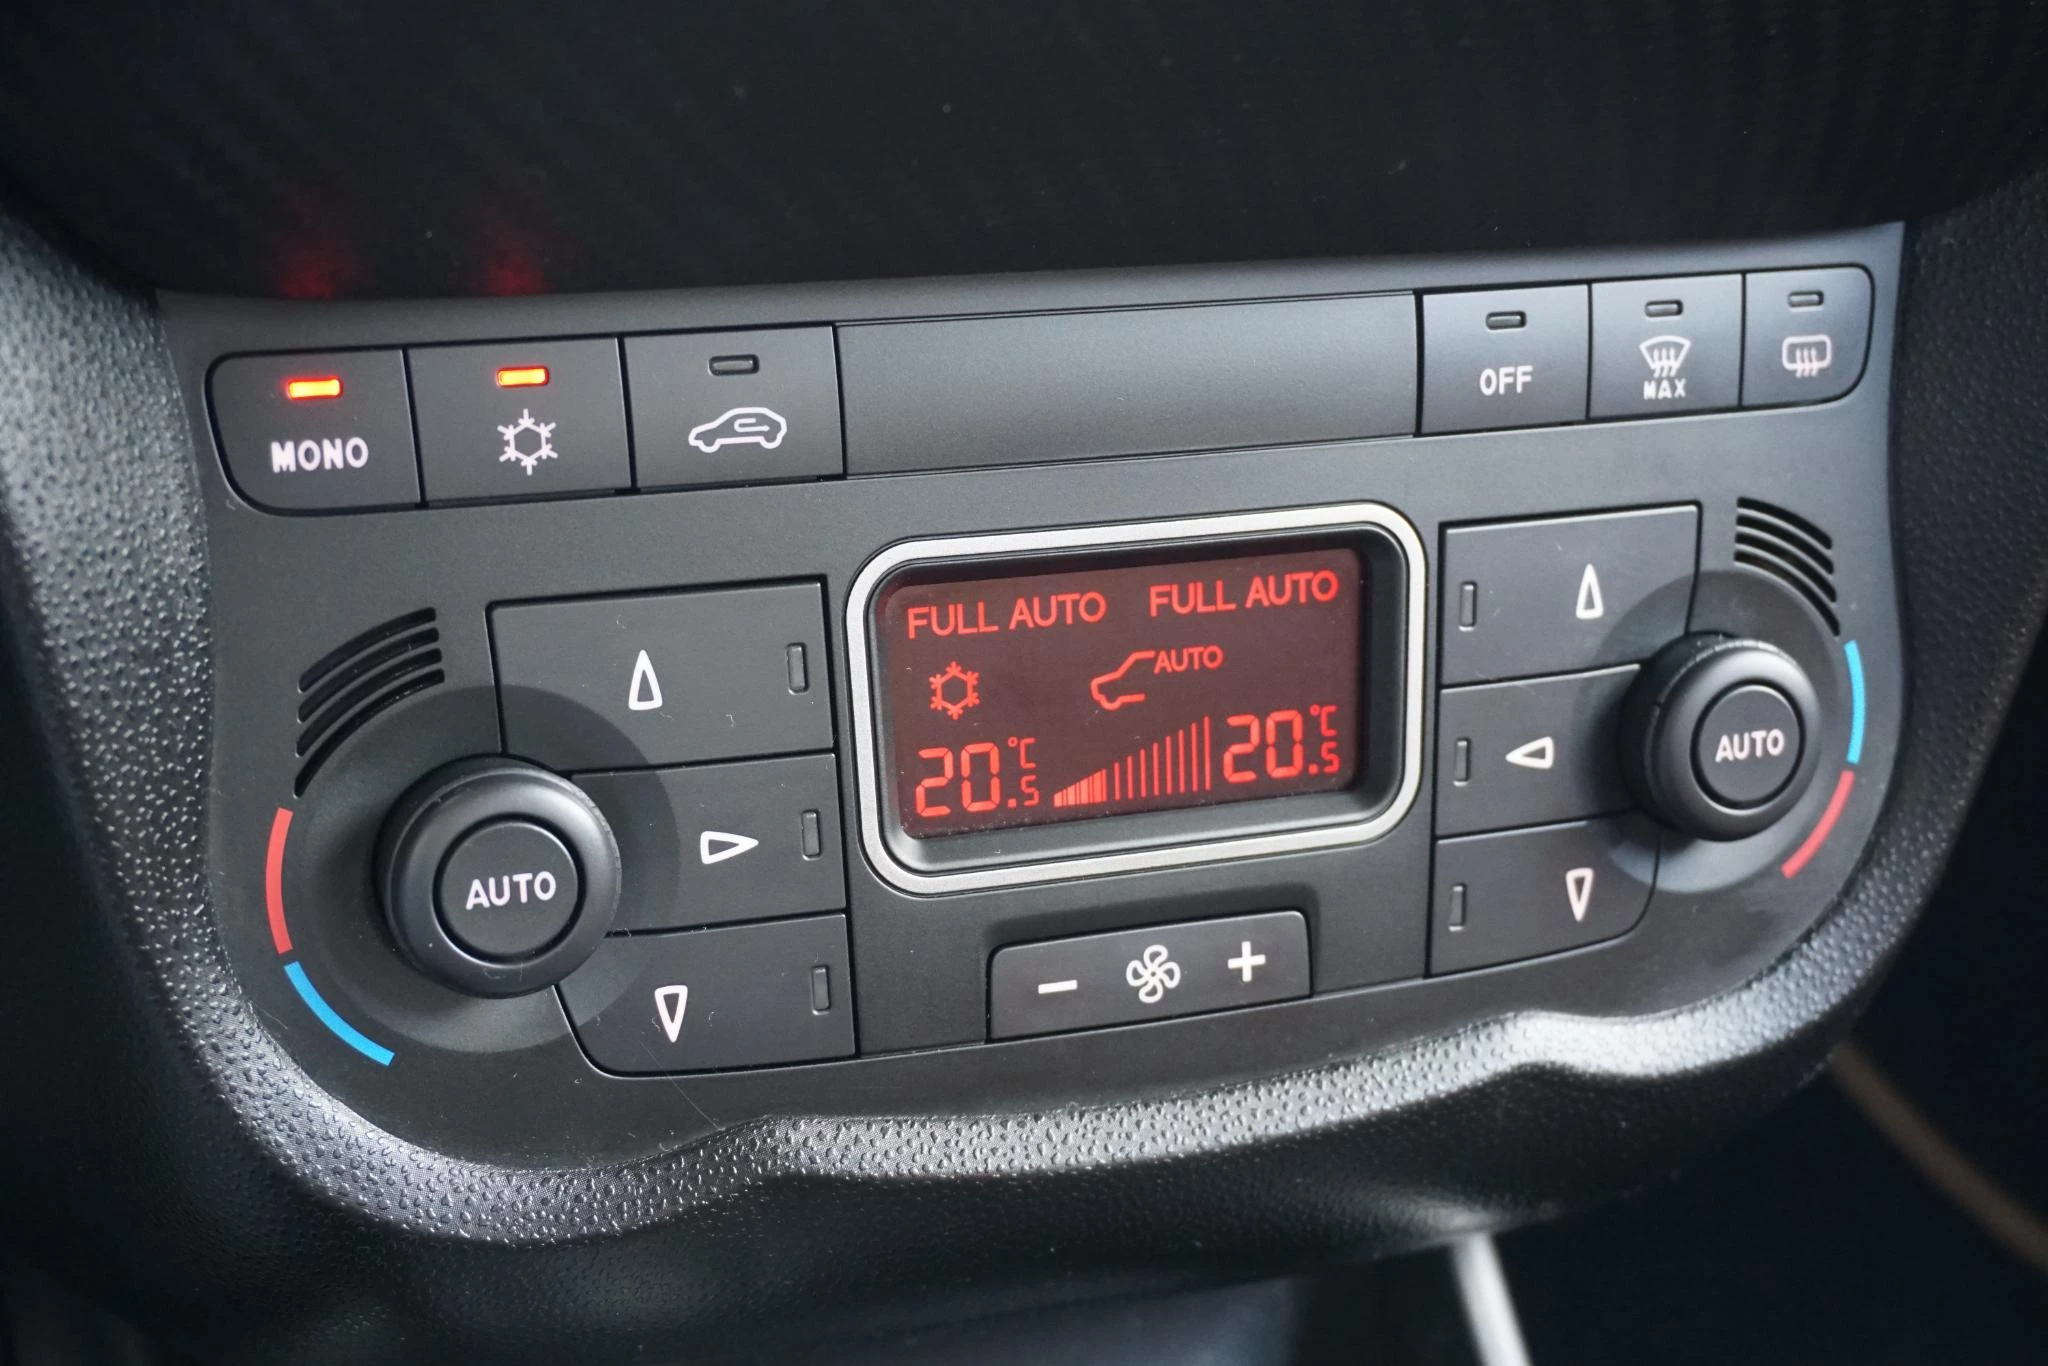 MONO
OFF
MAX
FULL AUTO FULL AUTO
AUTO
20.5 °C 20.5 °C
AUTO
AUTO
- +